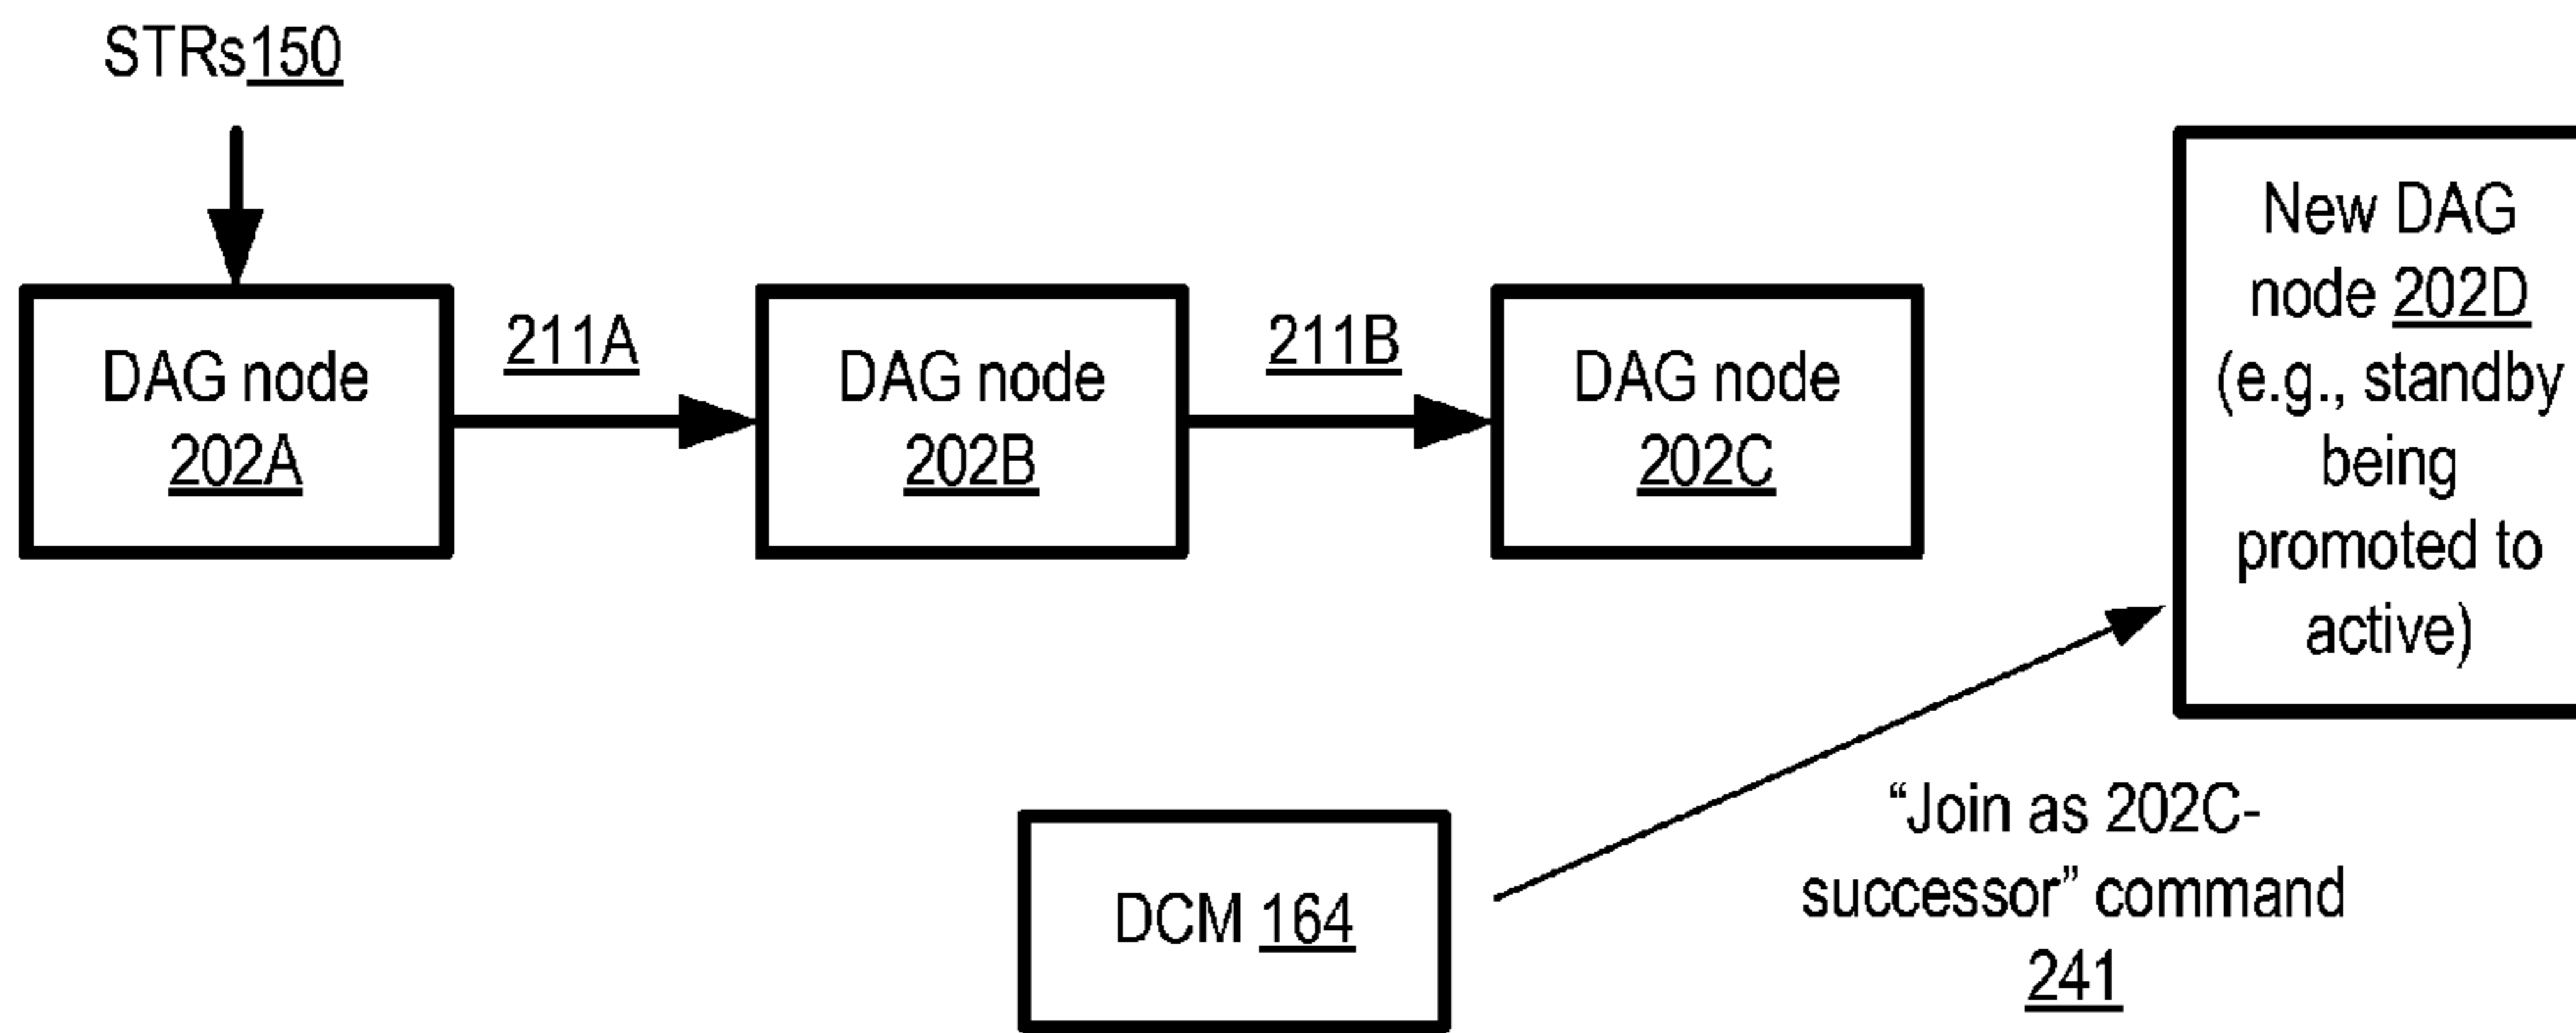 STRs150
DAG node
202A
211A
DAG node
202B
211B
DAG node
202C
New DAG
node 202D
(e.g., standby
being
promoted to
active)
DCM 164
“Join as 202C-
successor” command
241